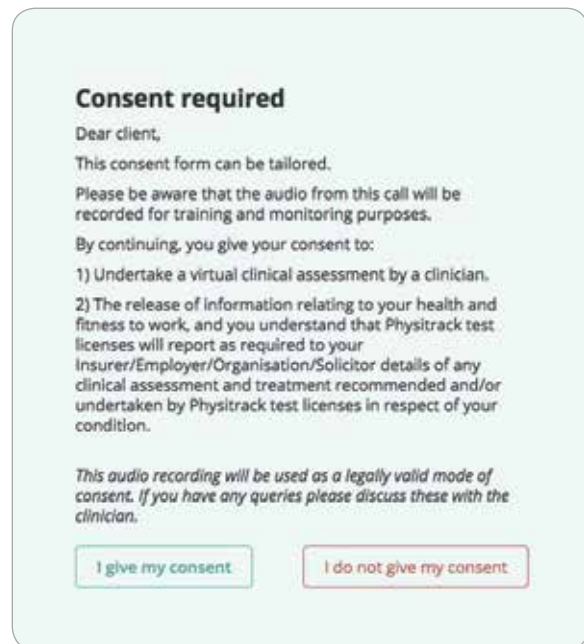 Consent required
Dear client,
This consent form can be tailored.
Please be aware that the audio from this call will be
recorded for training and monitoring purposes.
By continuing, you give your consent to:
1) Undertake a virtual clinical assessment by a clinician.
2) The release of information relating to your health and
fitness to work, and you understand that Physitrack test
licenses will report as required to your
Insurer/Employer/Organisation/Solicitor details of any
clinical assessment and treatment recommended and/or
undertaken by Physitrack test licenses in respect of your
condition.
This audio recording will be used as a legally valid mode of
consent. If you have any queries please discuss these with the
clinician.
I give my consent
I do not give my consent